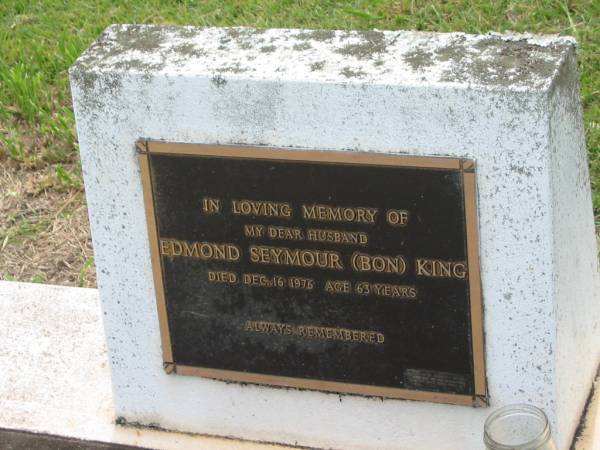 IN LOVING MEMORY OF
MY DEAR HUSBAND
EDMOND SEYMOUR (BON) KING
DIED DEC. 16 1976 AGE 63 YEARS
ALWAYS REMEMBERED